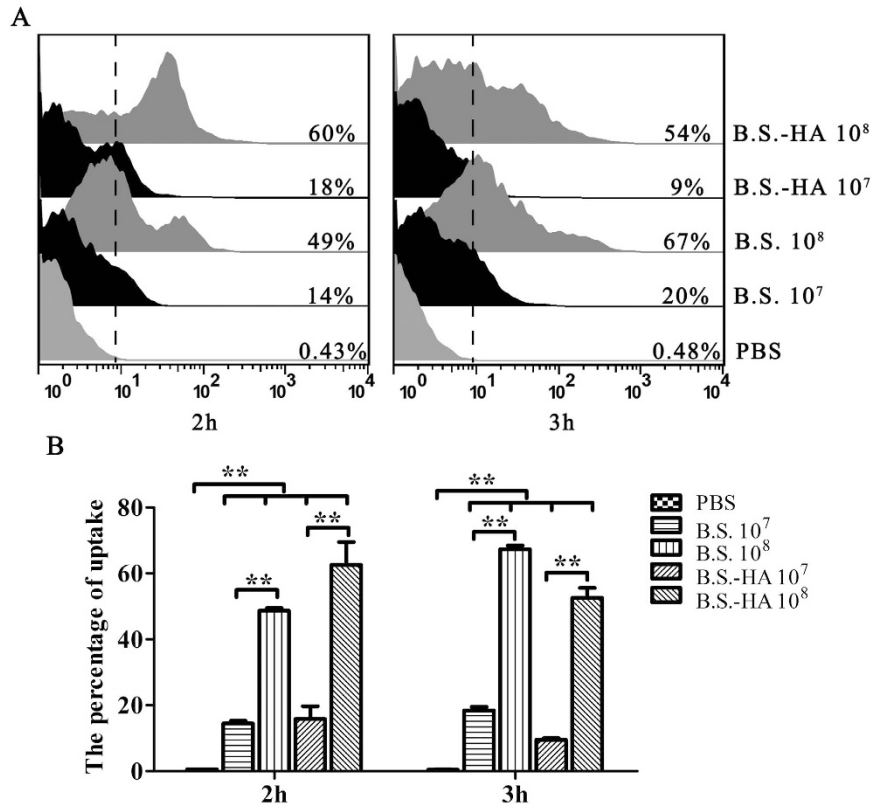 A
60% 54% B.S.-HA 10⁸
18% 9% B.S.-HA 10⁷
49% 67% B.S. 10⁸
14% 20% B.S. 10⁷
0.43% 0.48% PBS
10⁰ 10¹ 10² 10³ 10⁴ 10⁰ 10¹ 10² 10³ 10⁴
2h 3h
B
The percentage of uptake
80
60
40
20
0
** ** ** ** ** **
2h 3h
PBS
B.S. 10⁷
B.S. 10⁸
B.S.-HA 10⁷
B.S.-HA 10⁸